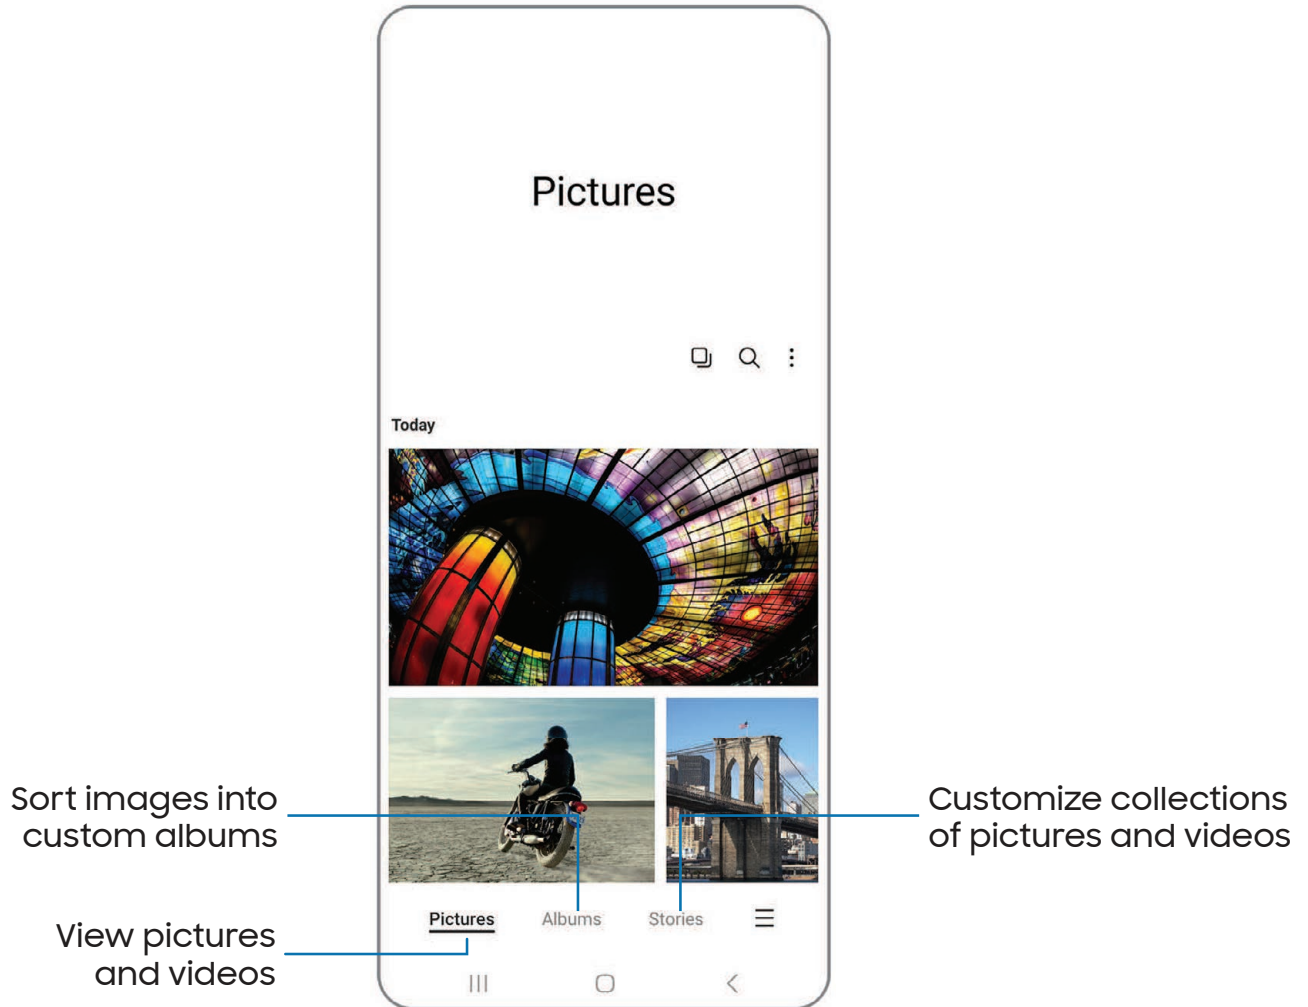 Pictures
Today
Sort images into
custom albums
Customize collections
of pictures and videos
Pictures
Albums
Stories
View pictures
and videos